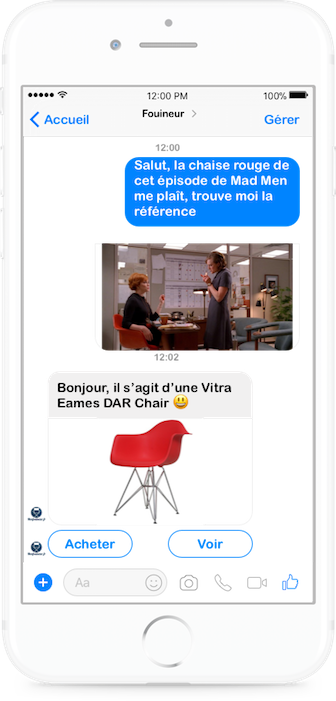 12:00 PM
100%
Accueil
Fouineur
Gérer
12:00
Salut, la chaise rouge de
cet épisode de Mad Men
me plaît, trouve moi la
référence
12:02
Bonjour, il s'agit d'une Vitra
Eames DAR Chair 😃
Acheter
Voir
Aa